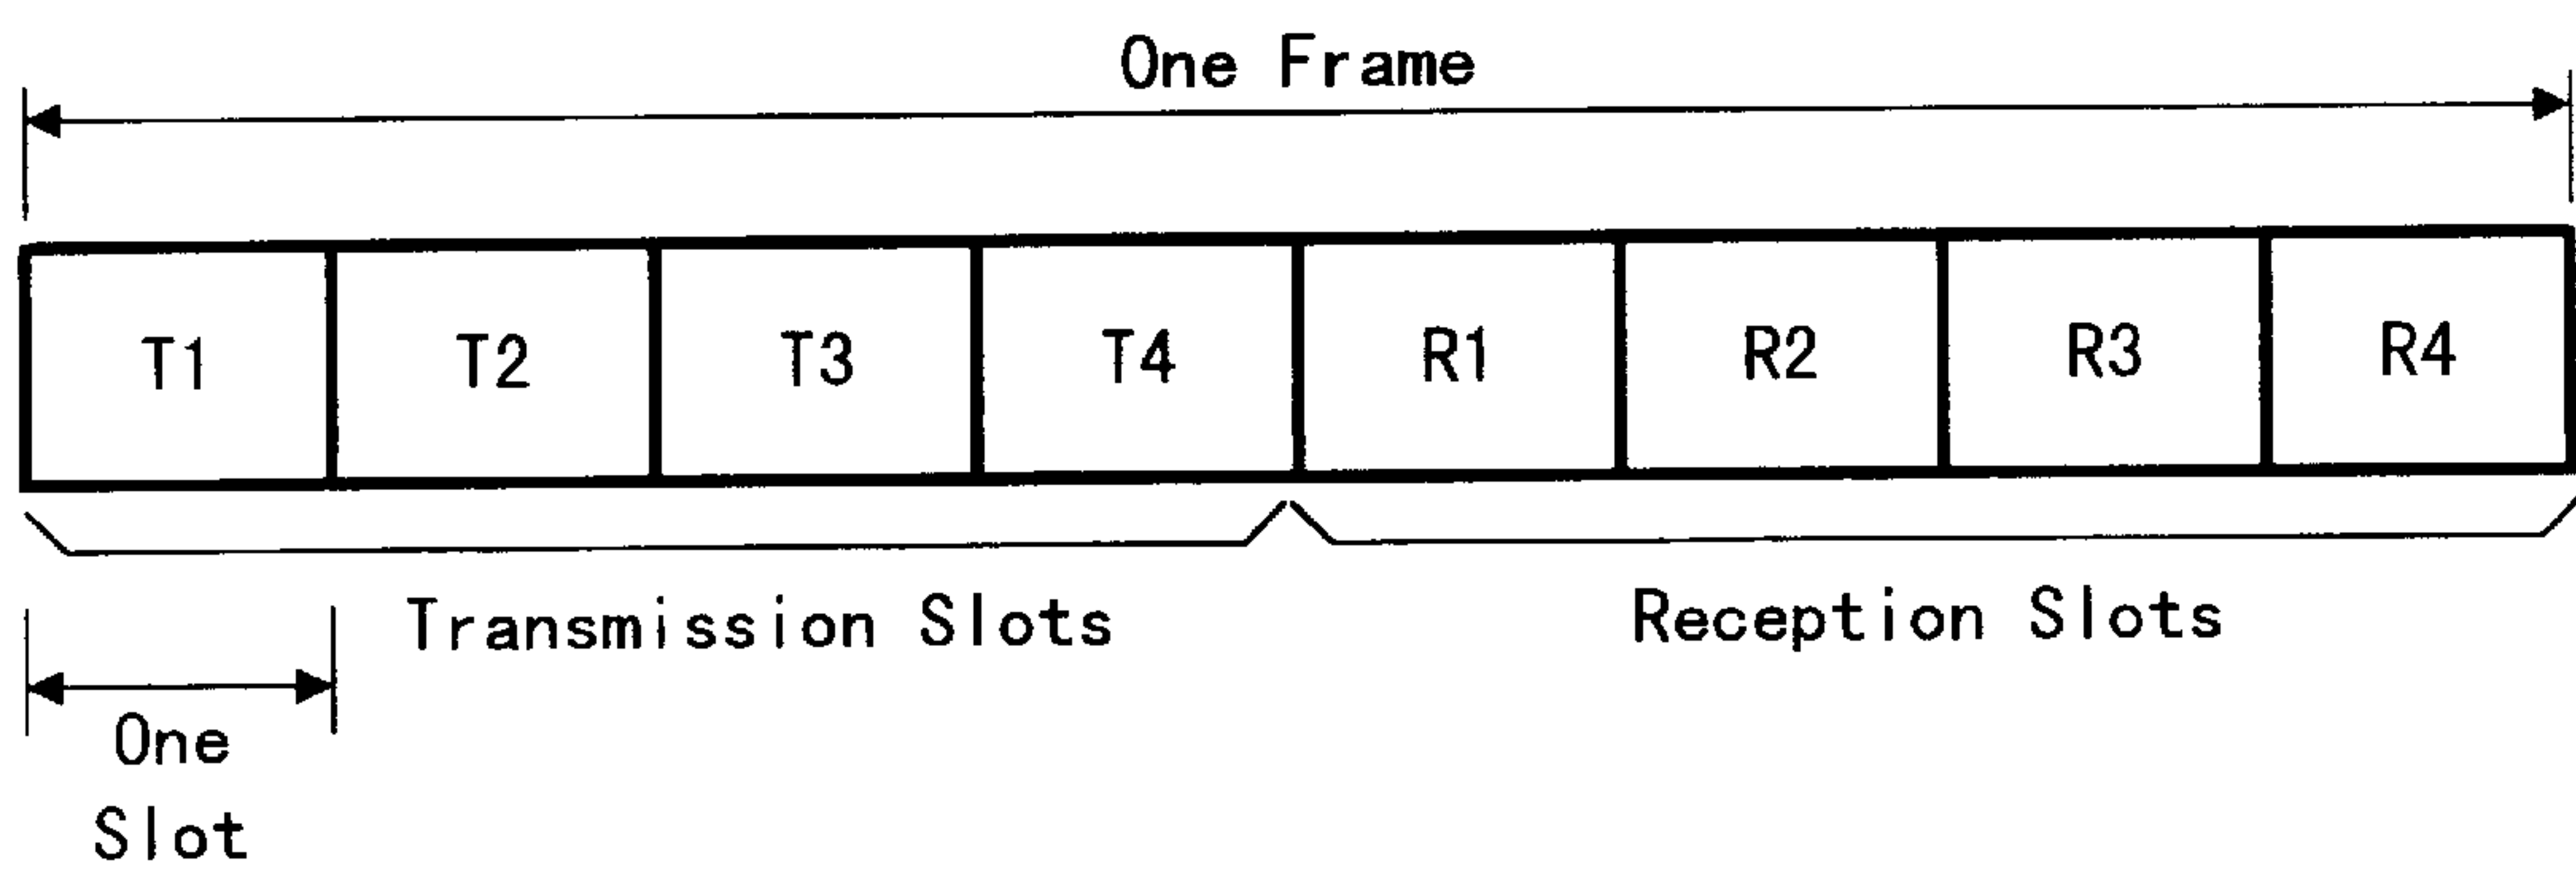 One Frame
T1 T2 T3 T4 R1 R2 R3 R4
Transmission Slots Reception Slots
One
Slot